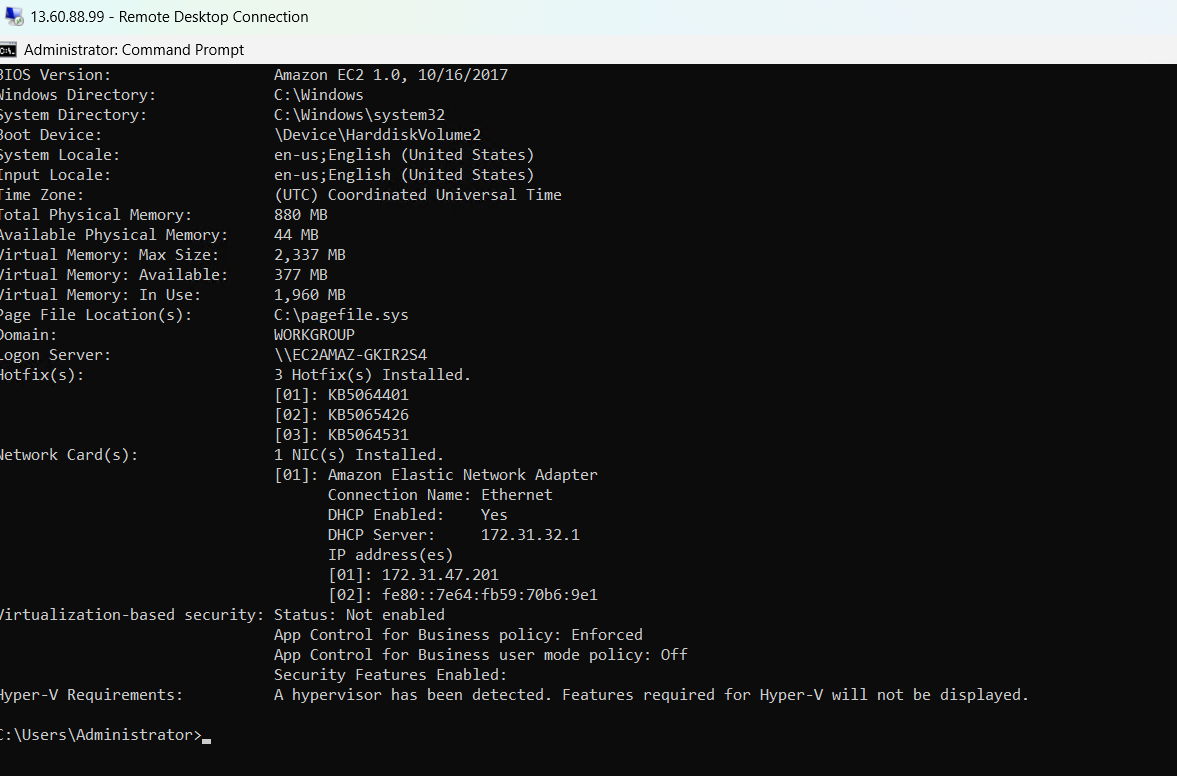 13.60.88.99 - Remote Desktop Connection
Administrator: Command Prompt
BIOS Version: Amazon EC2 1.0, 10/16/2017
Windows Directory: C:\Windows
System Directory: C:\Windows\system32
Boot Device: \Device\HarddiskVolume2
System Locale: en-us;English (United States)
Input Locale: en-us;English (United States)
Time Zone: (UTC) Coordinated Universal Time
Total Physical Memory: 880 MB
Available Physical Memory: 44 MB
Virtual Memory: Max Size: 2,337 MB
Virtual Memory: Available: 377 MB
Virtual Memory: In Use: 1,960 MB
Page File Location(s): C:\pagefile.sys
Domain: WORKGROUP
Logon Server: \\EC2AMAZ-GKIR2S4
Hotfix(s): 3 Hotfix(s) Installed.
[01]: KB5064401
[02]: KB5065426
[03]: KB5064531
Network Card(s): 1 NIC(s) Installed.
[01]: Amazon Elastic Network Adapter
Connection Name: Ethernet
DHCP Enabled: Yes
DHCP Server: 172.31.32.1
IP address(es)
[01]: 172.31.47.201
[02]: fe80::7e64:fb59:70b6:9e1
Virtualization-based security: Status: Not enabled
App Control for Business policy: Enforced
App Control for Business user mode policy: Off
Security Features Enabled:
Hyper-V Requirements: A hypervisor has been detected. Features required for Hyper-V will not be displayed.
C:\Users\Administrator>